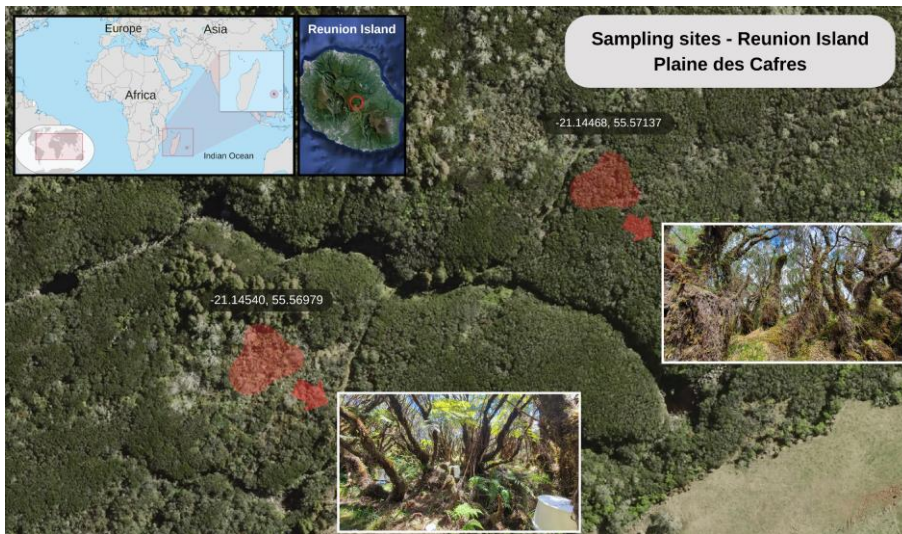 Europe
Asia
Africa
Indian Ocean
Reunion Island
Sampling sites - Reunion Island
Plaine des Cafres
-21.14468, 55.57137
-21.14540, 55.56979